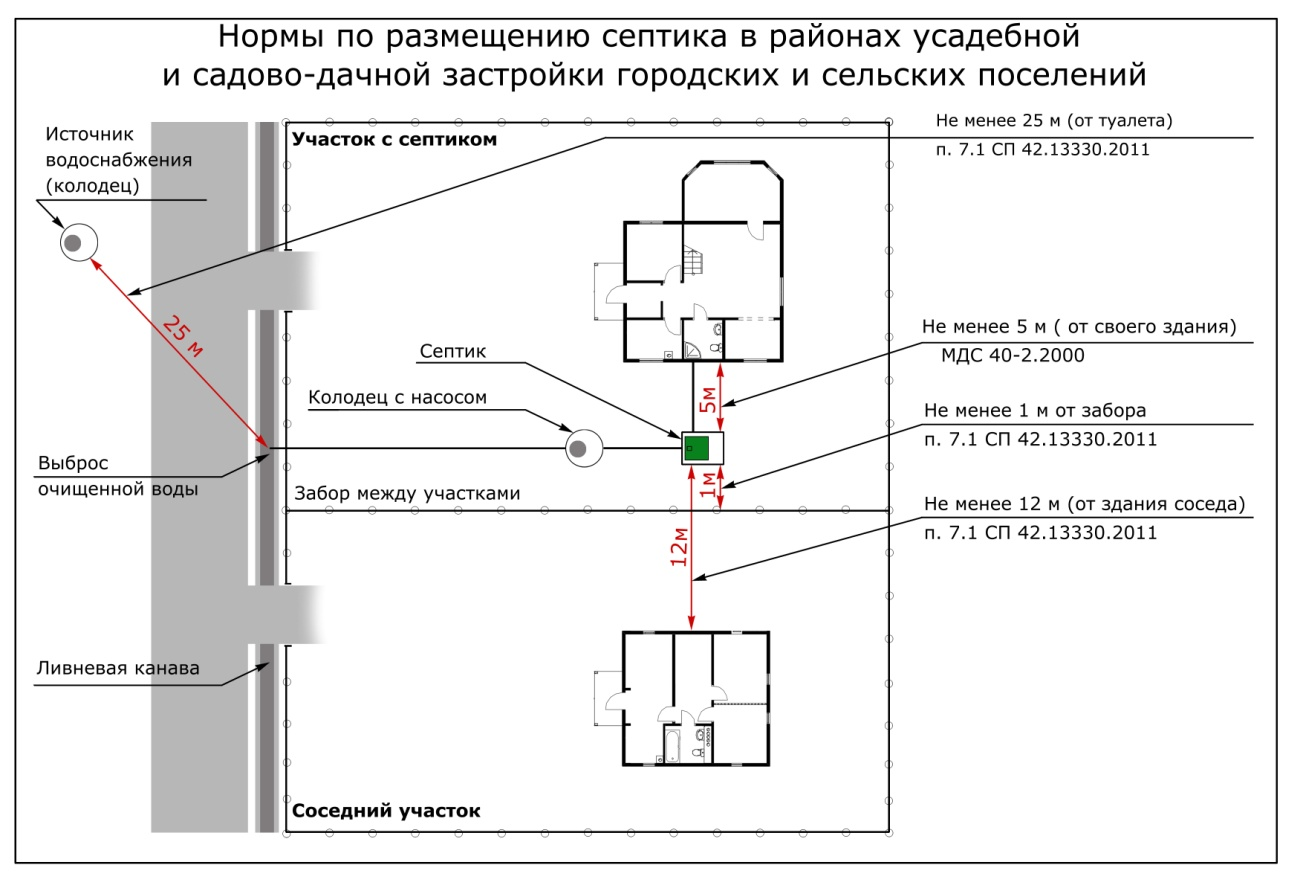 Нормы по размещению септика в районах усадебной
и садово-дачной застройки городских и сельских поселений
Источник
водоснабжения
(колодец)
Участок с септиком
Не менее 25 м (от туалета)
п. 7.1 СП 42.13330.2011
25 м
Септик
Колодец с насосом
Не менее 5 м ( от своего здания)
МДС 40-2.2000
5м
Не менее 1 м от забора
п. 7.1 СП 42.13330.2011
Выброс
очищенной воды
Забор между участками
1м
Не менее 12 м (от здания соседа)
п. 7.1 СП 42.13330.2011
12м
Ливневая канава
Соседний участок